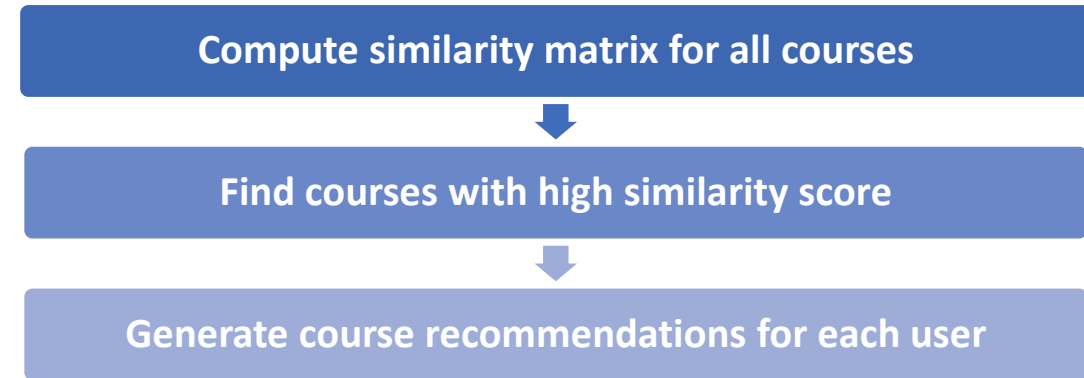 Compute similarity matrix for all courses
Find courses with high similarity score
Generate course recommendations for each user